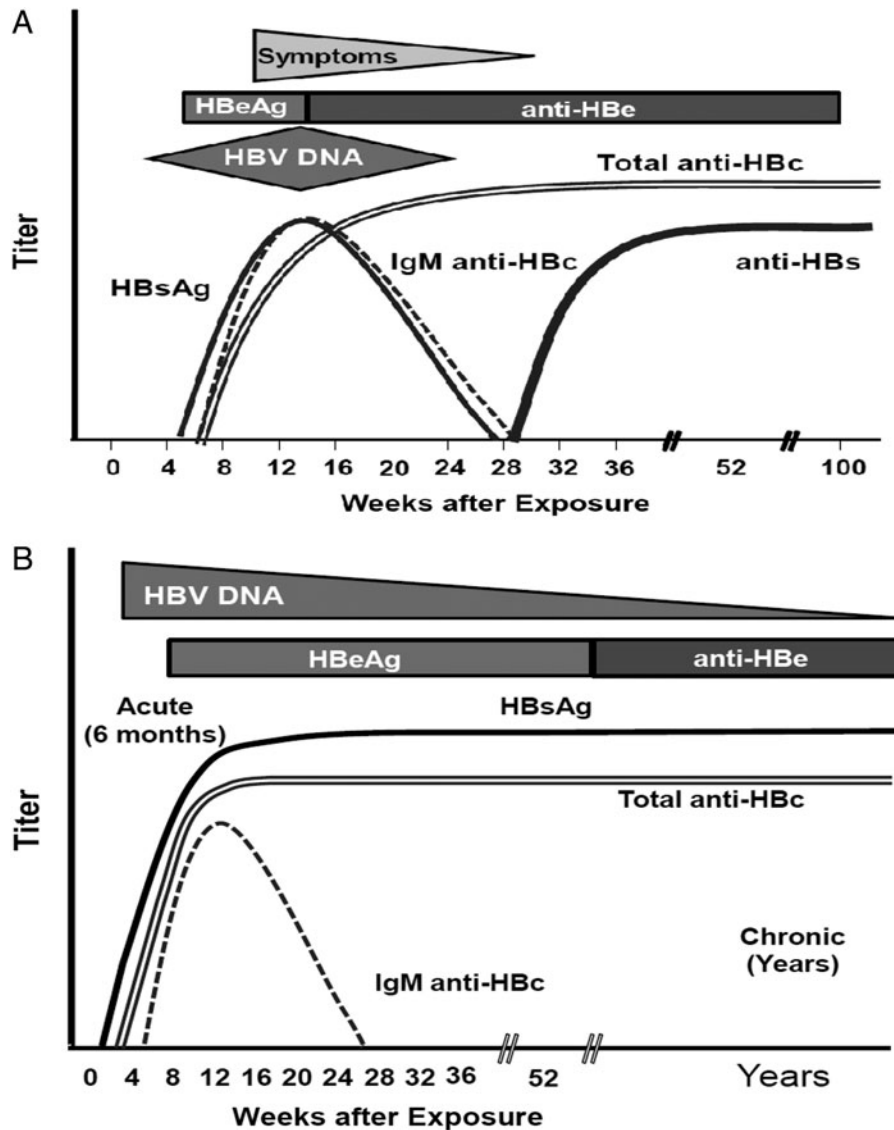 A
Symptoms
HBeAg anti-HBe
HBV DNA
Total anti-HBc
Titer
HBsAg
IgM anti-HBc
anti-HBs
0 4 8 12 16 20 24 28 32 36 52 100
Weeks after Exposure
B
HBV DNA
HBeAg anti-HBe
Acute
(6 months)
HBsAg
Total anti-HBc
Titer
Chronic
(Years)
IgM anti-HBc
0 4 8 12 16 20 24 28 32 36 52 Years
Weeks after Exposure